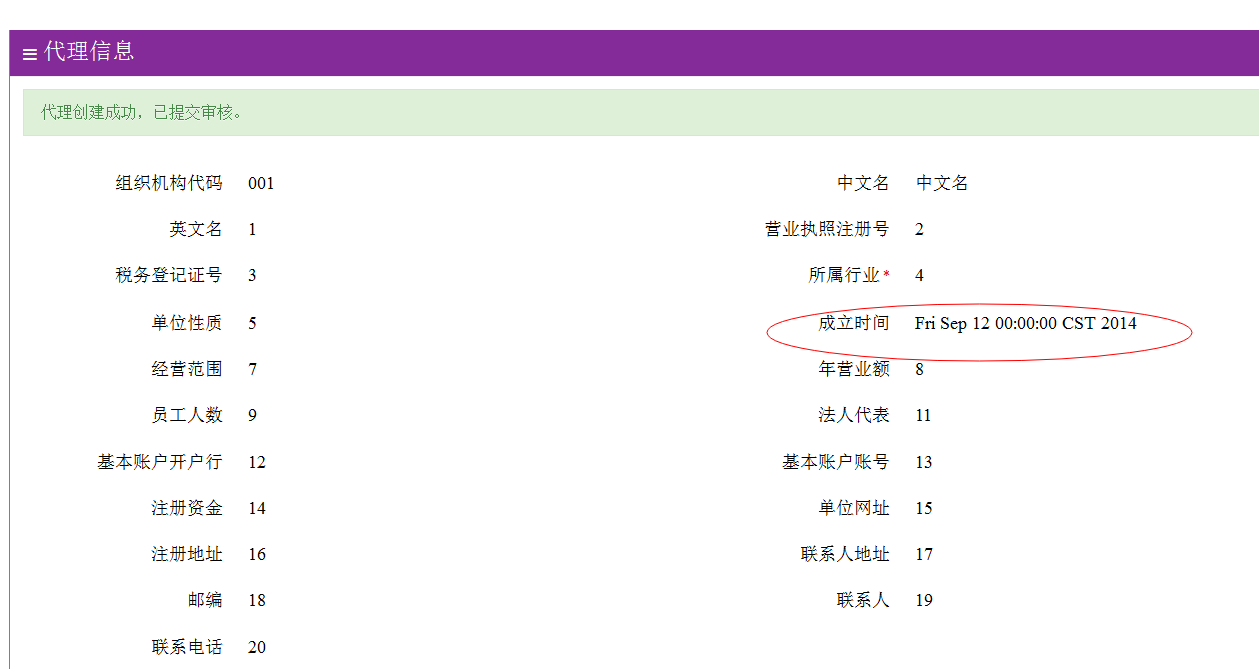 代理信息
代理创建成功，已提交审核。
组织机构代码 001 中文名 中文名
英文名 1 营业执照注册号 2
税务登记证号 3 所属行业* 4
单位性质 5 成立时间 Fri Sep 12 00:00:00 CST 2014
经营范围 7 年营业额 8
员工人数 9 法人代表 11
基本账户开户行 12 基本账户账号 13
注册资金 14 单位网址 15
注册地址 16 联系人地址 17
邮编 18 联系人 19
联系电话 20